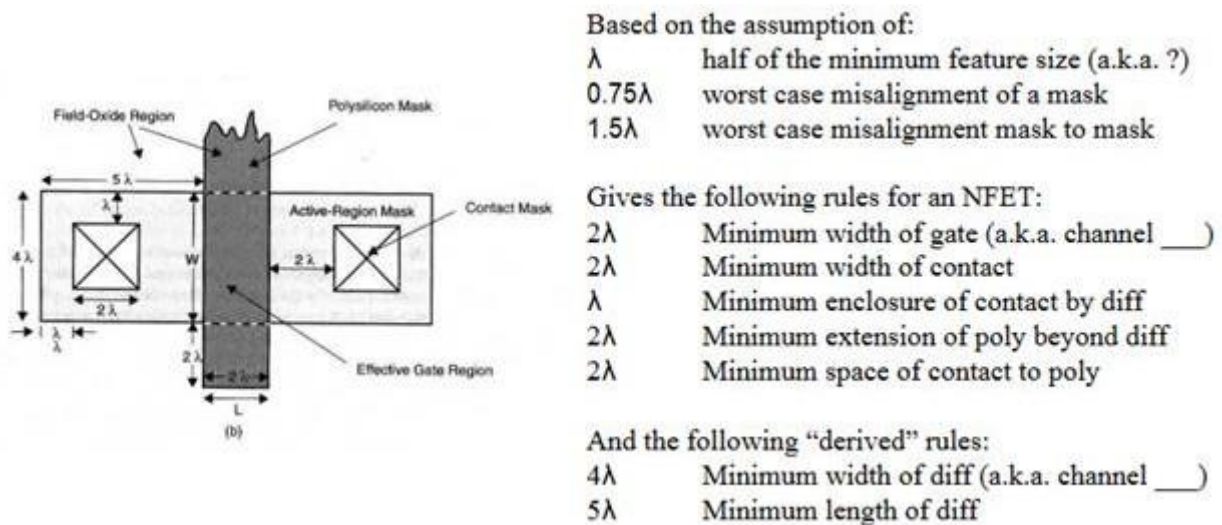 Field-Oxide Region
Polysilicon Mask
5 λ
λ
Active-Region Mask
Contact Mask
4 λ
W
2 λ
2 λ
λ
λ
2 λ
Effective Gate Region
2 λ
L
(b)
Based on the assumption of:
λ half of the minimum feature size (a.k.a. ?)
0.75λ worst case misalignment of a mask
1.5λ worst case misalignment mask to mask
Gives the following rules for an NFET:
2λ Minimum width of gate (a.k.a. channel ___)
2λ Minimum width of contact
λ Minimum enclosure of contact by diff
2λ Minimum extension of poly beyond diff
2λ Minimum space of contact to poly
And the following “derived” rules:
4λ Minimum width of diff (a.k.a. channel ___)
5λ Minimum length of diff